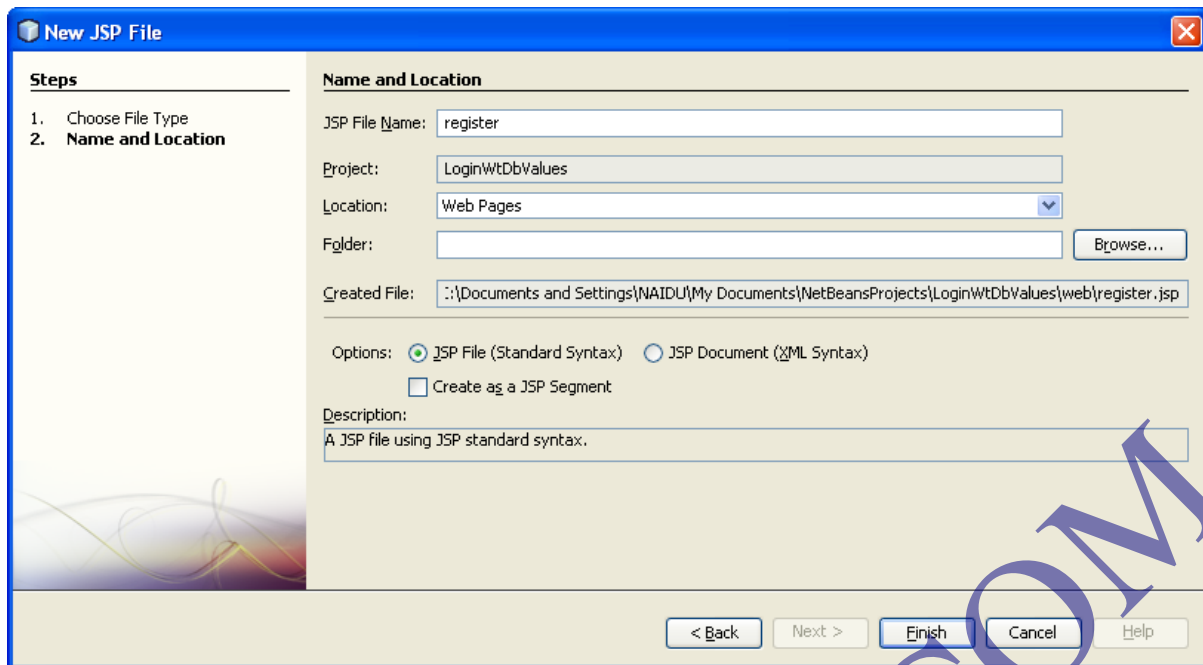 New JSP File
Steps
1. Choose File Type
2. Name and Location
Name and Location
JSP File Name: register
Project: LoginWtDbValues
Location: Web Pages
Folder: Browse...
Created File: :\Documents and Settings\NAIDU\My Documents\NetBeansProjects\LoginWtDbValues\web\register.jsp
Options: JSP File (Standard Syntax) JSP Document (XML Syntax)
Create as a JSP Segment
Description:
A JSP file using JSP standard syntax.
< Back Next > Finish Cancel Help
COM